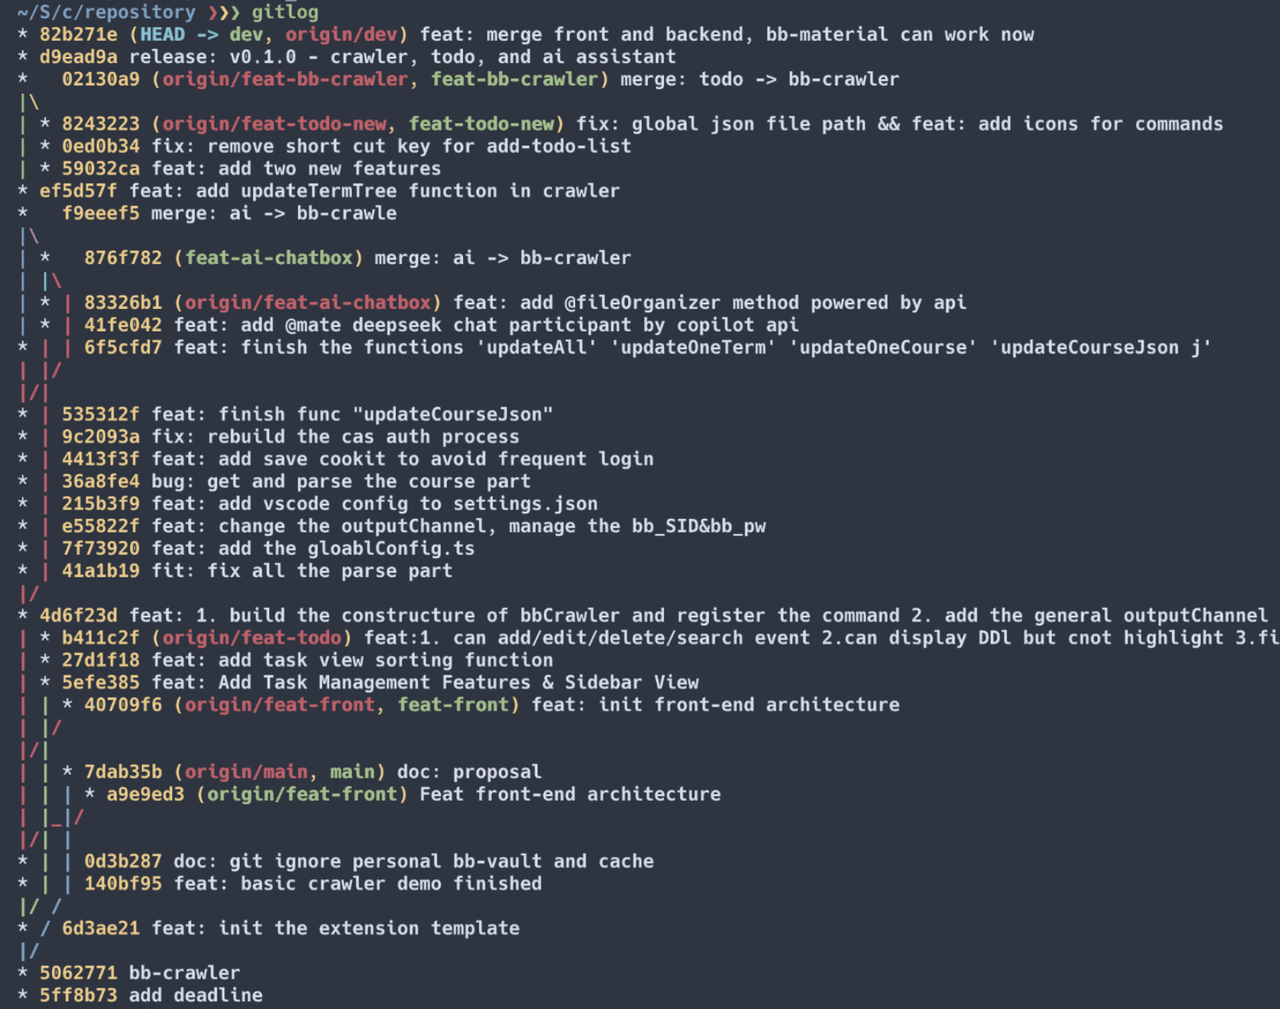 ~/S/c/repository ❯❯❯ gitlog
* 82b271e (HEAD -> dev, origin/dev) feat: merge front and backend, bb-material can work now
* d9ead9a release: v0.1.0 - crawler, todo, and ai assistant
*   02130a9 (origin/feat-bb-crawler, feat-bb-crawler) merge: todo -> bb-crawler
|\
| * 8243223 (origin/feat-todo-new, feat-todo-new) fix: global json file path && feat: add icons for commands
| * 0ed0b34 fix: remove short cut key for add-todo-list
| * 59032ca feat: add two new features
* ef5d57f feat: add updateTermTree function in crawler
*   f9eeef5 merge: ai -> bb-crawle
|\
| *   876f782 (feat-ai-chatbox) merge: ai -> bb-crawler
| |\
| * | 83326b1 (origin/feat-ai-chatbox) feat: add @fileOrganizer method powered by api
| * | 41fe042 feat: add @mate deepseek chat participant by copilot api
* | | 6f5cfd7 feat: finish the functions 'updateAll' 'updateOneTerm' 'updateOneCourse' 'updateCourseJson j'
| |/
|/|
* | 535312f feat: finish func "updateCourseJson"
* | 9c2093a fix: rebuild the cas auth process
* | 4413f3f feat: add save cookit to avoid frequent login
* | 36a8fe4 bug: get and parse the course part
* | 215b3f9 feat: add vscode config to settings.json
* | e55822f feat: change the outputChannel, manage the bb_SID&bb_pw
* | 7f73920 feat: add the gloablConfig.ts
* | 41a1b19 fit: fix all the parse part
|/
* 4d6f23d feat: 1. build the constructure of bbCrawler and register the command 2. add the general outputChannel
| * b411c2f (origin/feat-todo) feat:1. can add/edit/delete/search event 2.can display DDl but cnot highlight 3.fi
| * 27d1f18 feat: add task view sorting function
| * 5efe385 feat: Add Task Management Features & Sidebar View
| | * 40709f6 (origin/feat-front, feat-front) feat: init front-end architecture
| |/
|/|
| | * 7dab35b (origin/main, main) doc: proposal
| | | * a9e9ed3 (origin/feat-front) Feat front-end architecture
| |_|/
|/| |
* | | 0d3b287 doc: git ignore personal bb-vault and cache
* | | 140bf95 feat: basic crawler demo finished
|/ /
* / 6d3ae21 feat: init the extension template
|/
* 5062771 bb-crawler
* 5ff8b73 add deadline